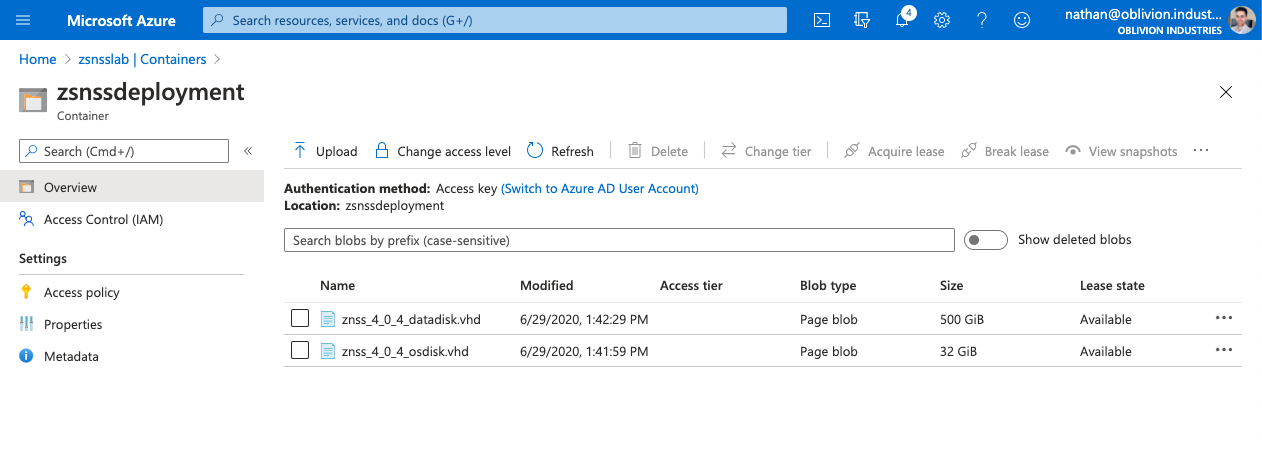 Microsoft Azure
Search resources, services, and docs (G+/)
4
nathan@oblivion.indust...
OBLIVION INDUSTRIES
Home > zsnsslab | Containers >
zsnssdeployment
Container
Search (Cmd+/)
«
Upload
Change access level
Refresh
Delete
Change tier
Acquire lease
Break lease
View snapshots
...
Overview
Access Control (IAM)
Settings
Access policy
Properties
Metadata
Authentication method: Access key (Switch to Azure AD User Account)
Location: zsnssdeployment
Search blobs by prefix (case-sensitive)
Show deleted blobs
Name Modified Access tier Blob type Size Lease state
znss_4_0_4_datadisk.vhd 6/29/2020, 1:42:29 PM Page blob 500 GiB Available ...
znss_4_0_4_osdisk.vhd 6/29/2020, 1:41:59 PM Page blob 32 GiB Available ...